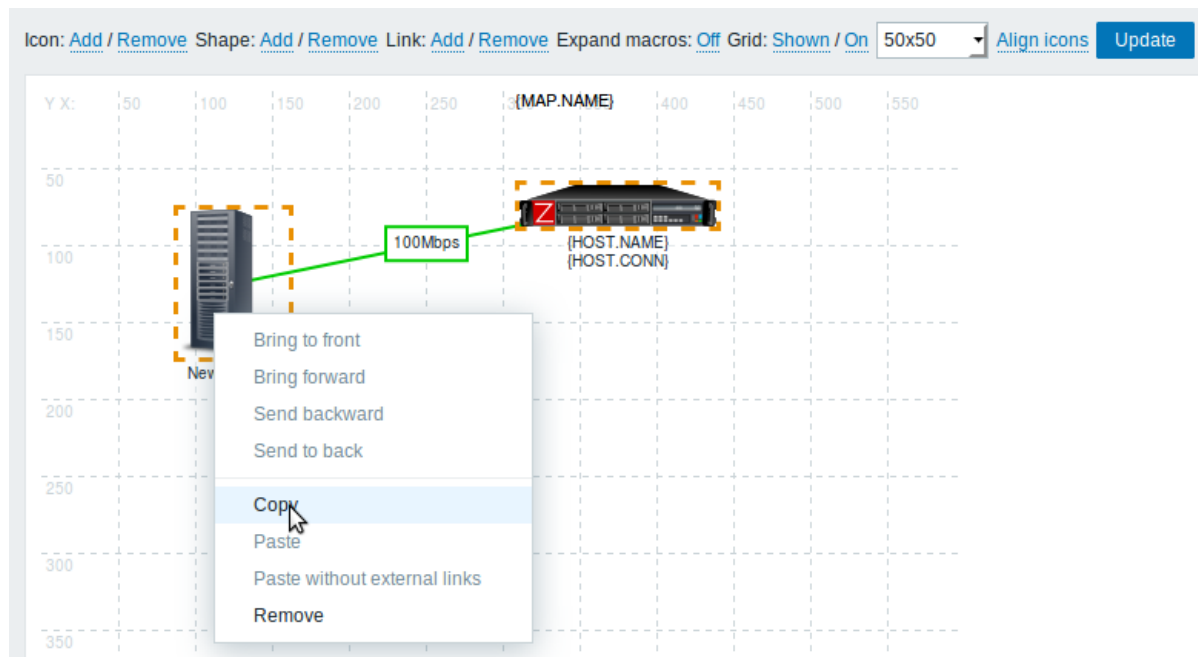 Icon: Add / Remove Shape: Add / Remove Link: Add / Remove Expand macros: Off Grid: Shown / On 50x50 Align icons Update
Y X: 50 100 150 200 250 {MAP.NAME} 400 450 500 550
50
Z
100Mbps
{HOST.NAME}
100
{HOST.CONN}
150
Bring to front
New
Bring forward
200
Send backward
Send to back
250
Copy
Paste
300
Paste without external links
Remove
350